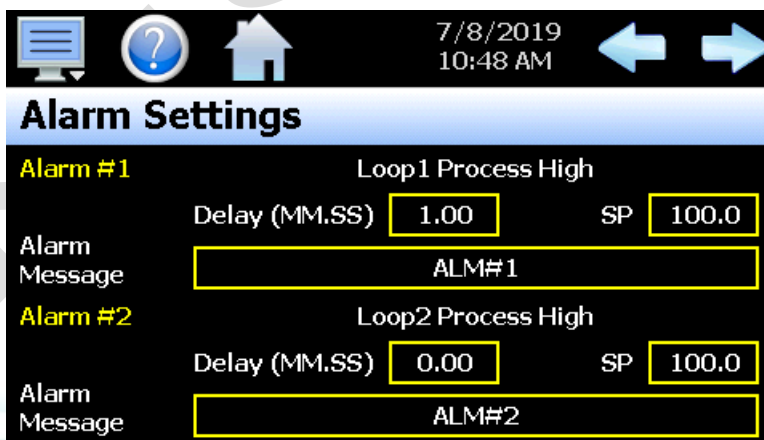 ?
7/8/2019
10:48 AM
Alarm Settings
Alarm #1 Loop1 Process High
Delay (MM.SS) 1.00 SP 100.0
Alarm
Message ALM#1
Alarm #2 Loop2 Process High
Delay (MM.SS) 0.00 SP 100.0
Alarm
Message ALM#2